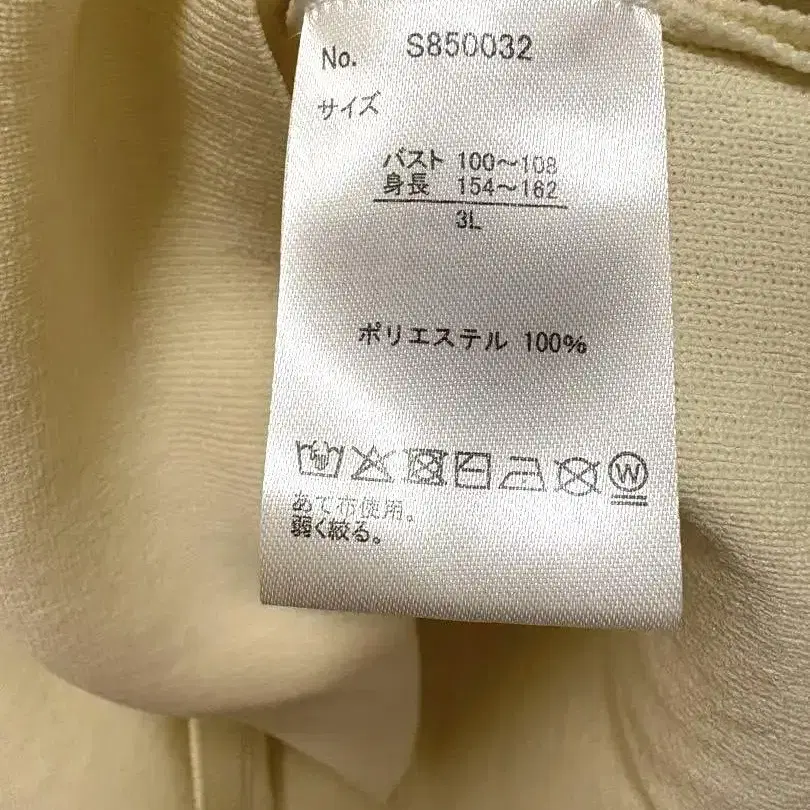 No. S850032
サイズ
バスト 100〜108
身長 154〜162
3L
ポリエステル 100%
W
あて布使用。
弱く絞る。